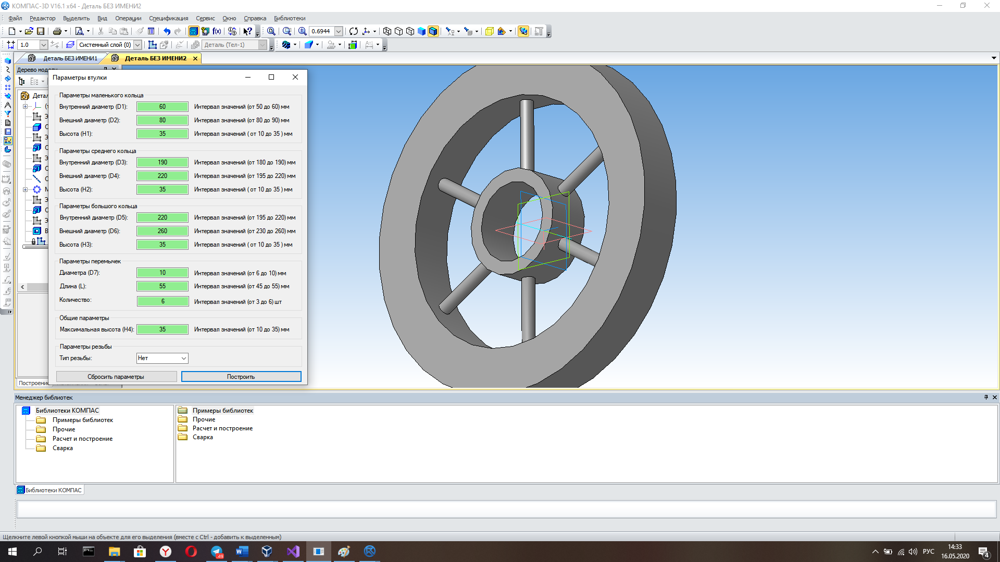 КОМПАС-3D V16.1 x64 - Деталь БЕЗ ИМЕНИ2
Файл Редактор Выделить Вид Операции Спецификация Сервис Окно Справка Библиотеки
0.6944
1.0 Системный слой (0) Деталь (Тел-1)
Деталь БЕЗ ИМЕНИ1 Деталь БЕЗ ИМЕНИ2
Дерево
Параметры втулки
Параметры маленького кольца
Внутренний диаметр (D1): 60 Интервал значений (от 50 до 60) мм
Внешний диаметр (D2): 80 Интервал значений (от 80 до 90) мм
Высота (H1): 35 Интервал значений ( от 10 до 35 ) мм
Параметры среднего кольца
Внутренний диаметр (D3): 190 Интервал значений (от 180 до 190) мм
Внешний диаметр (D4): 220 Интервал значений (от 195 до 220) мм
Высота (H2): 35 Интервал значений ( от 10 до 35 ) мм
Параметры большого кольца
Внутренний диаметр (D5): 220 Интервал значений (от 195 до 220) мм
Внешний диаметр (D6): 260 Интервал значений (от 230 до 260) мм
Высота (H3): 35 Интервал значений ( от 10 до 35 ) мм
Параметры перемычек
Диаметра (D7): 10 Интервал значений (от 6 до 10) мм
Длина (L): 55 Интервал значений (от 45 до 55) мм
Количество: 6 Интервал значений (от 3 до 6) шт
Общие параметры
Максимальная высота (H4): 35 Интервал значений (от 10 до 35) мм
Параметры резьбы
Тип резьбы: Нет
Сбросить параметры Построить
Построение
Менеджер библиотек
Библиотеки КОМПАС
Примеры библиотек
Прочие
Расчет и построение
Сварка
Примеры библиотек
Прочие
Расчет и построение
Сварка
Библиотеки КОМПАС
Щелкните левой кнопкой мыши на объекте для его выделения (вместе с Ctrl - добавить к выделенным)
49
РУС
14:33
16.05.2020
4